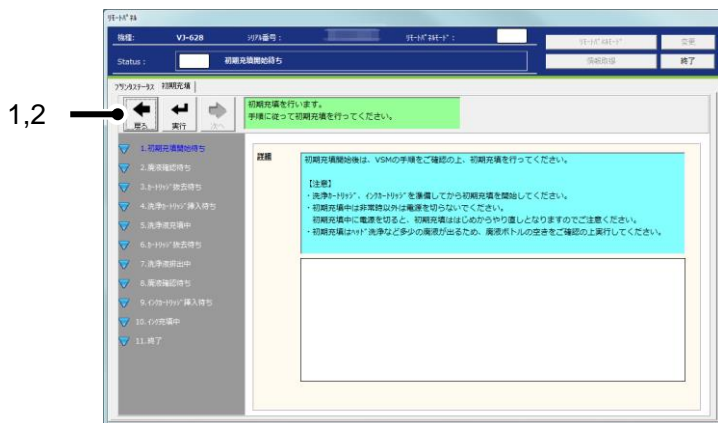 ﾘﾓｰﾄﾊﾟﾈﾙ
機種:　VJ-628　ｼﾘｱﾙ番号:　ﾘﾓｰﾄﾊﾟﾈﾙﾓｰﾄﾞ:　ﾘﾓｰﾄﾊﾟﾈﾙﾓｰﾄﾞ　変更
Status:　初期充填開始待ち　情報取得　終了
ﾌﾟﾘﾝﾀｽﾃｰﾀｽ　初期充填
1,2
戻る　実行　次へ
初期充填を行います。
手順に従って初期充填を行ってください。
1.初期充填開始待ち
2.廃液確認待ち
3.ｶｰﾄﾘｯｼﾞ抜去待ち
4.洗浄ｶｰﾄﾘｯｼﾞ挿入待ち
5.洗浄液充填中
6.ｶｰﾄﾘｯｼﾞ抜去待ち
7.洗浄液排出中
8.廃液確認待ち
9.ｲﾝｸｶｰﾄﾘｯｼﾞ挿入待ち
10.ｲﾝｸ充填中
11.終了
詳細
初期充填開始後は、VSMの手順をご確認の上、初期充填を行ってください。
【注意】
・洗浄ｶｰﾄﾘｯｼﾞ、ｲﾝｸｶｰﾄﾘｯｼﾞを準備してから初期充填を開始してください。
・初期充填中は非常時以外は電源を切らないでください。
初期充填中に電源を切ると、初期充填ははじめからやり直しとなりますのでご注意ください。
・初期充填はﾍｯﾄﾞ洗浄など多少の廃液が出るため、廃液ボトルの空きをご確認の上実行してください。